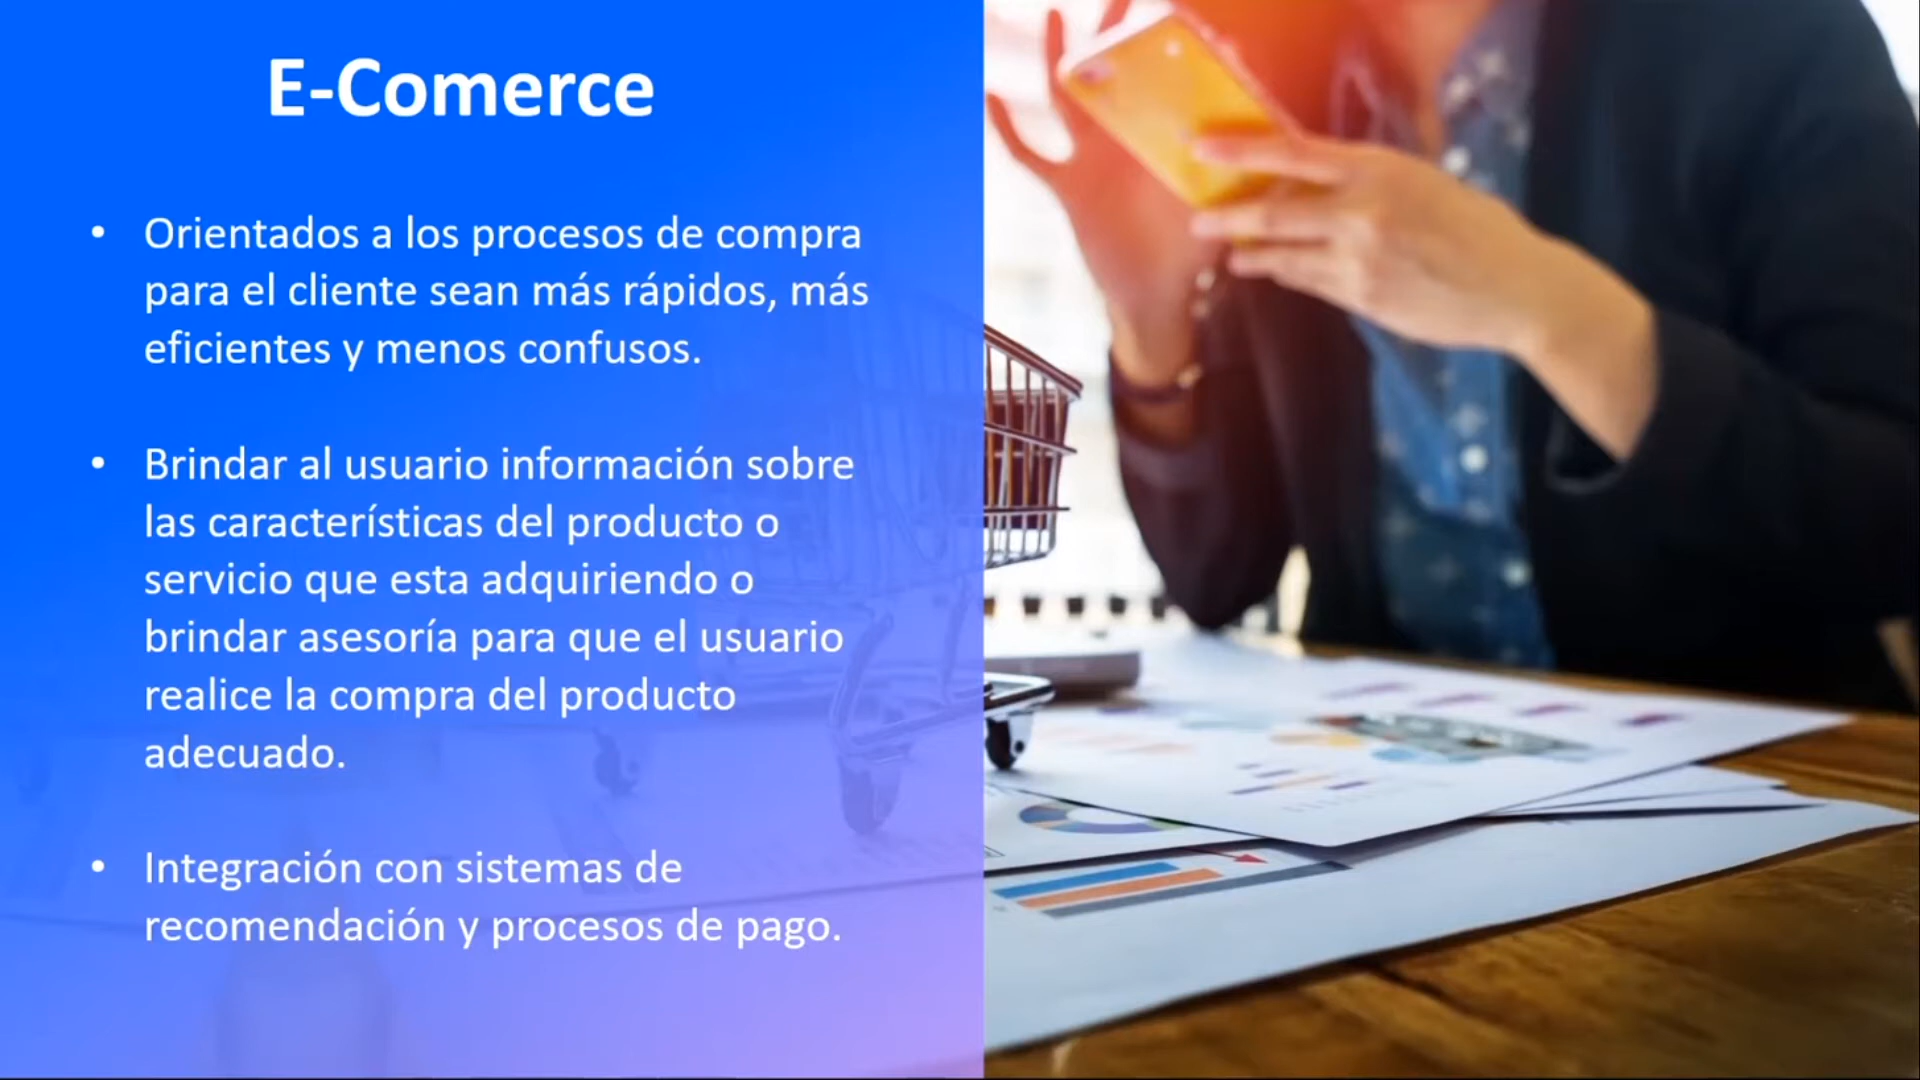 E-Comerce
• Orientados a los procesos de compra
para el cliente sean más rápidos, más
eficientes y menos confusos.
• Brindar al usuario información sobre
las características del producto o
servicio que esta adquiriendo o
brindar asesoría para que el usuario
realice la compra del producto
adecuado.
• Integración con sistemas de
recomendación y procesos de pago.